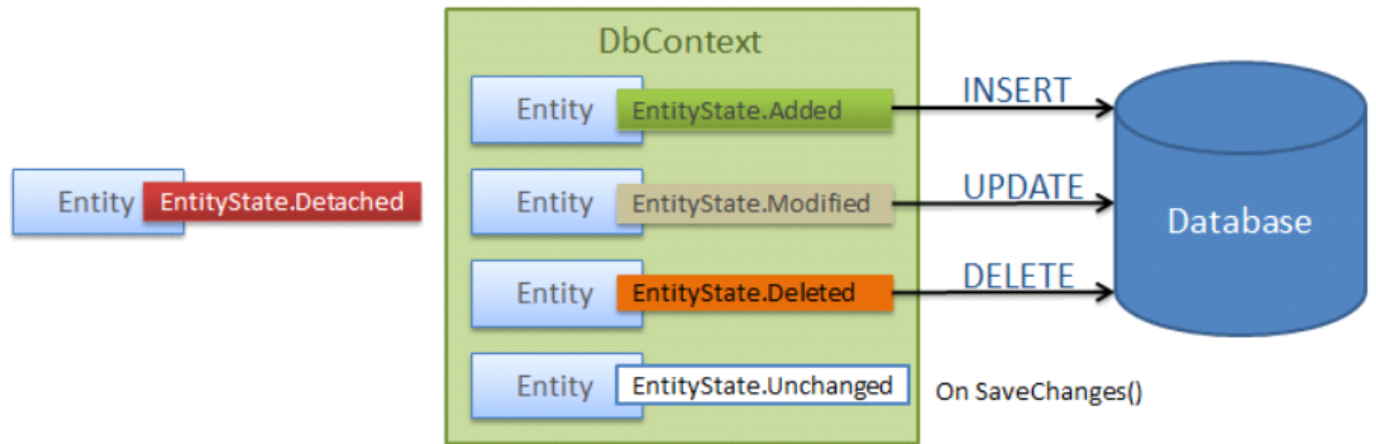 DbContext
Entity EntityState.Added
INSERT
Entity EntityState.Detached
Entity EntityState.Modified
UPDATE
Database
Entity EntityState.Deleted
DELETE
Entity EntityState.Unchanged
On SaveChanges()